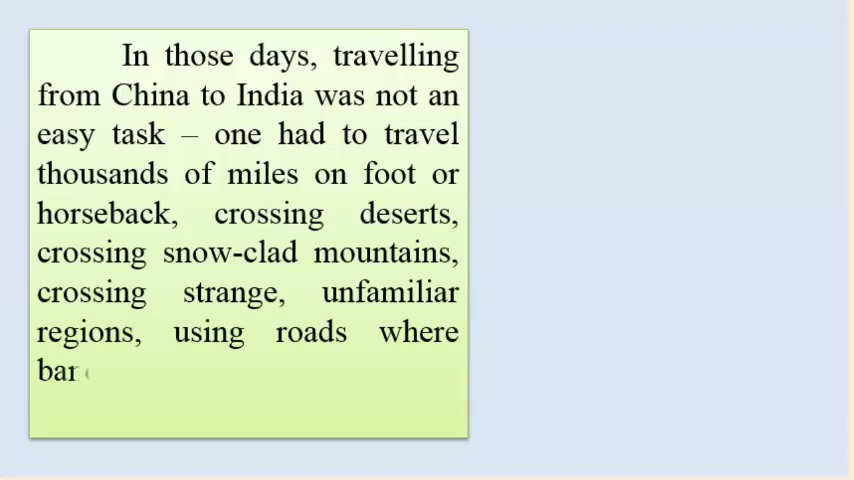 In those days, travelling
from China to India was not an
easy task – one had to travel
thousands of miles on foot or
horseback, crossing deserts,
crossing snow-clad mountains,
crossing strange, unfamiliar
regions, using roads where